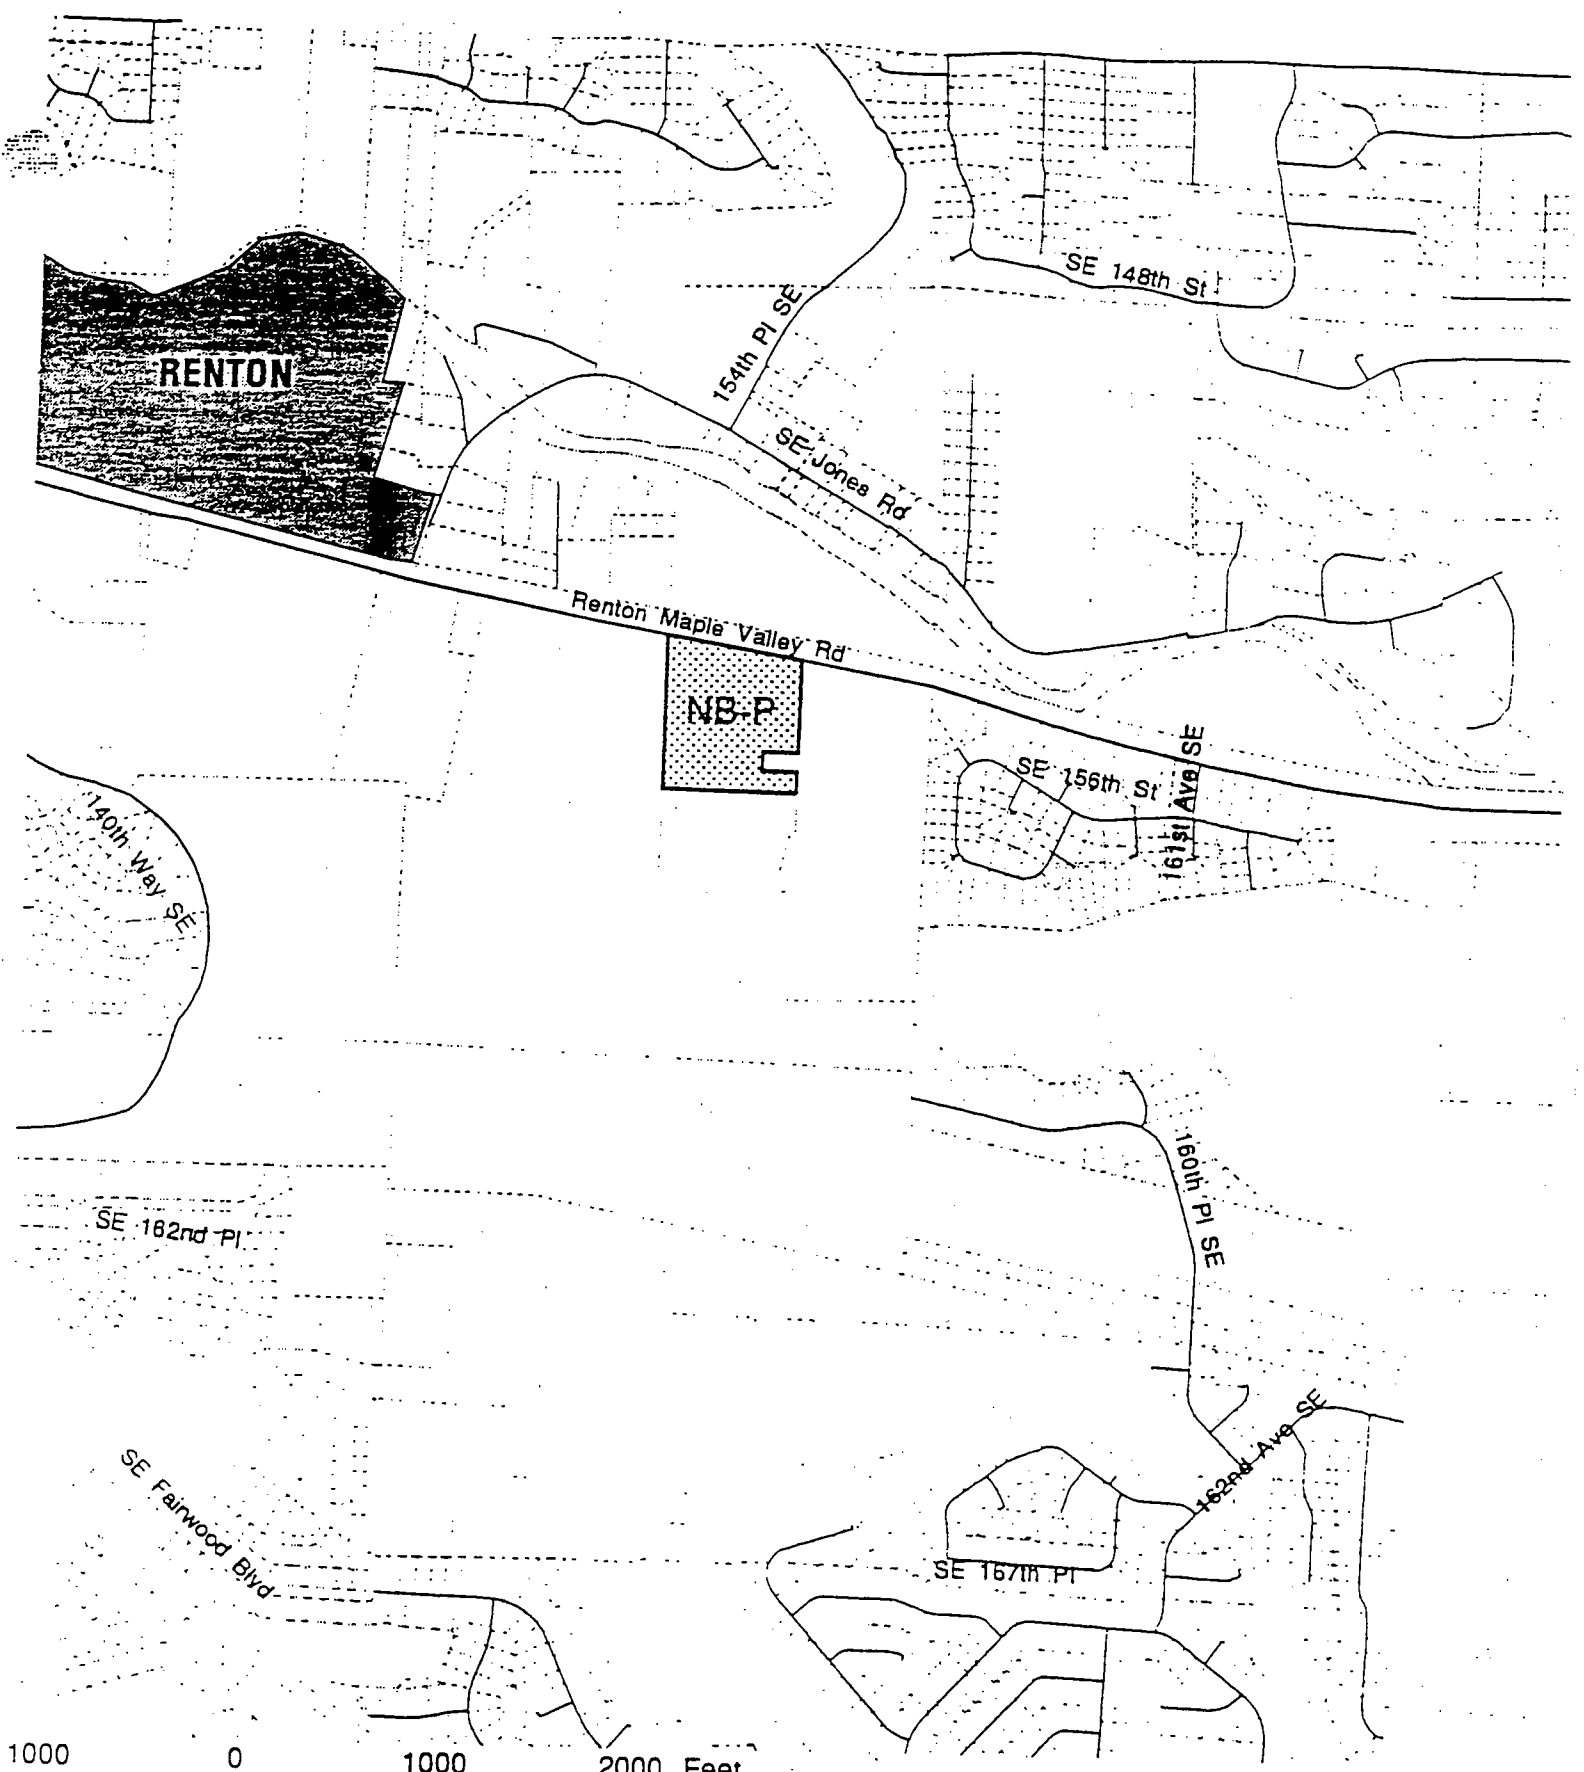 SE 148th St
154th Pl SE
RENTON
SE Jones Rd
Renton Maple Valley Rd
NB-P
161st Ave SE
SE 156th St
140th Way SE
160th Pl SE
SE 162nd Pl
162nd Ave SE
SE Fairwood Blvd
SE 167th Pl
1000 0 1000 2000 Feet